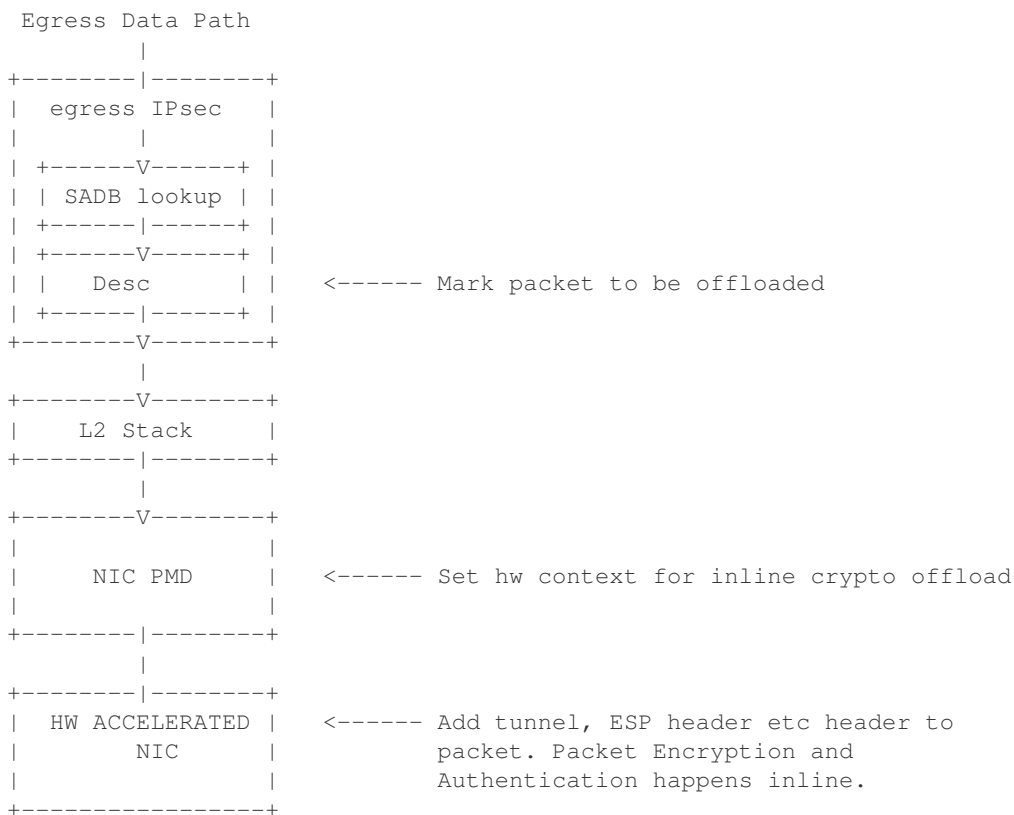 Egress Data Path
         |
+--------|--------+
|  egress IPsec   |
|        |        |
| +------V------+ |
| | SADB lookup | |
| +------|------+ |
| +------V------+ |
| |   Desc      | |   <------ Mark packet to be offloaded
| +------|------+ |
+--------V--------+
         |
+--------V--------+
|    L2 Stack     |
+--------|--------+
         |
+--------V--------+
|                 |
|     NIC PMD     |   <------ Set hw context for inline crypto offload
|                 |
+--------|--------+
         |
+--------|--------+
|  HW ACCELERATED |   <------ Add tunnel, ESP header etc header to
|        NIC      |           packet. Packet Encryption and
|                 |           Authentication happens inline.
+-----------------+